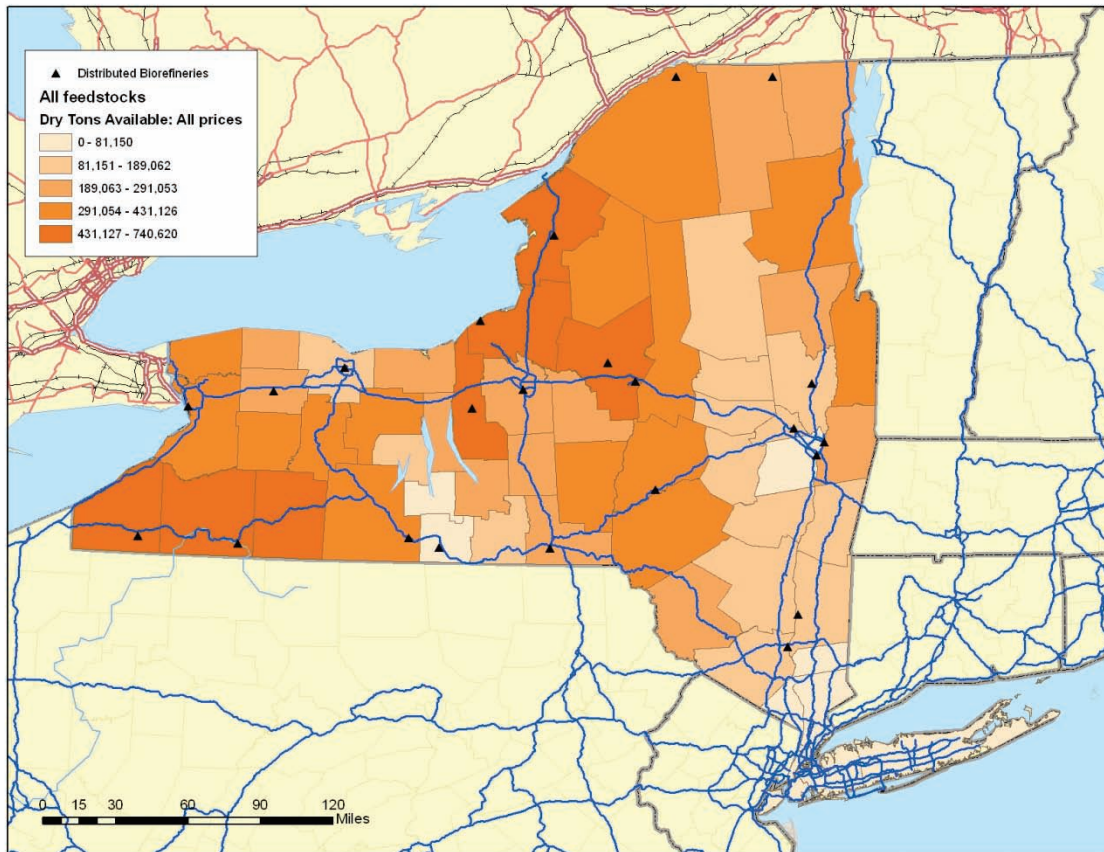 Distributed Biorefineries
All feedstocks
Dry Tons Available: All prices
0 - 81,150
81,151 - 189,062
189,063 - 291,053
291,054 - 431,126
431,127 - 740,620
0 15 30 60 90 120
Miles